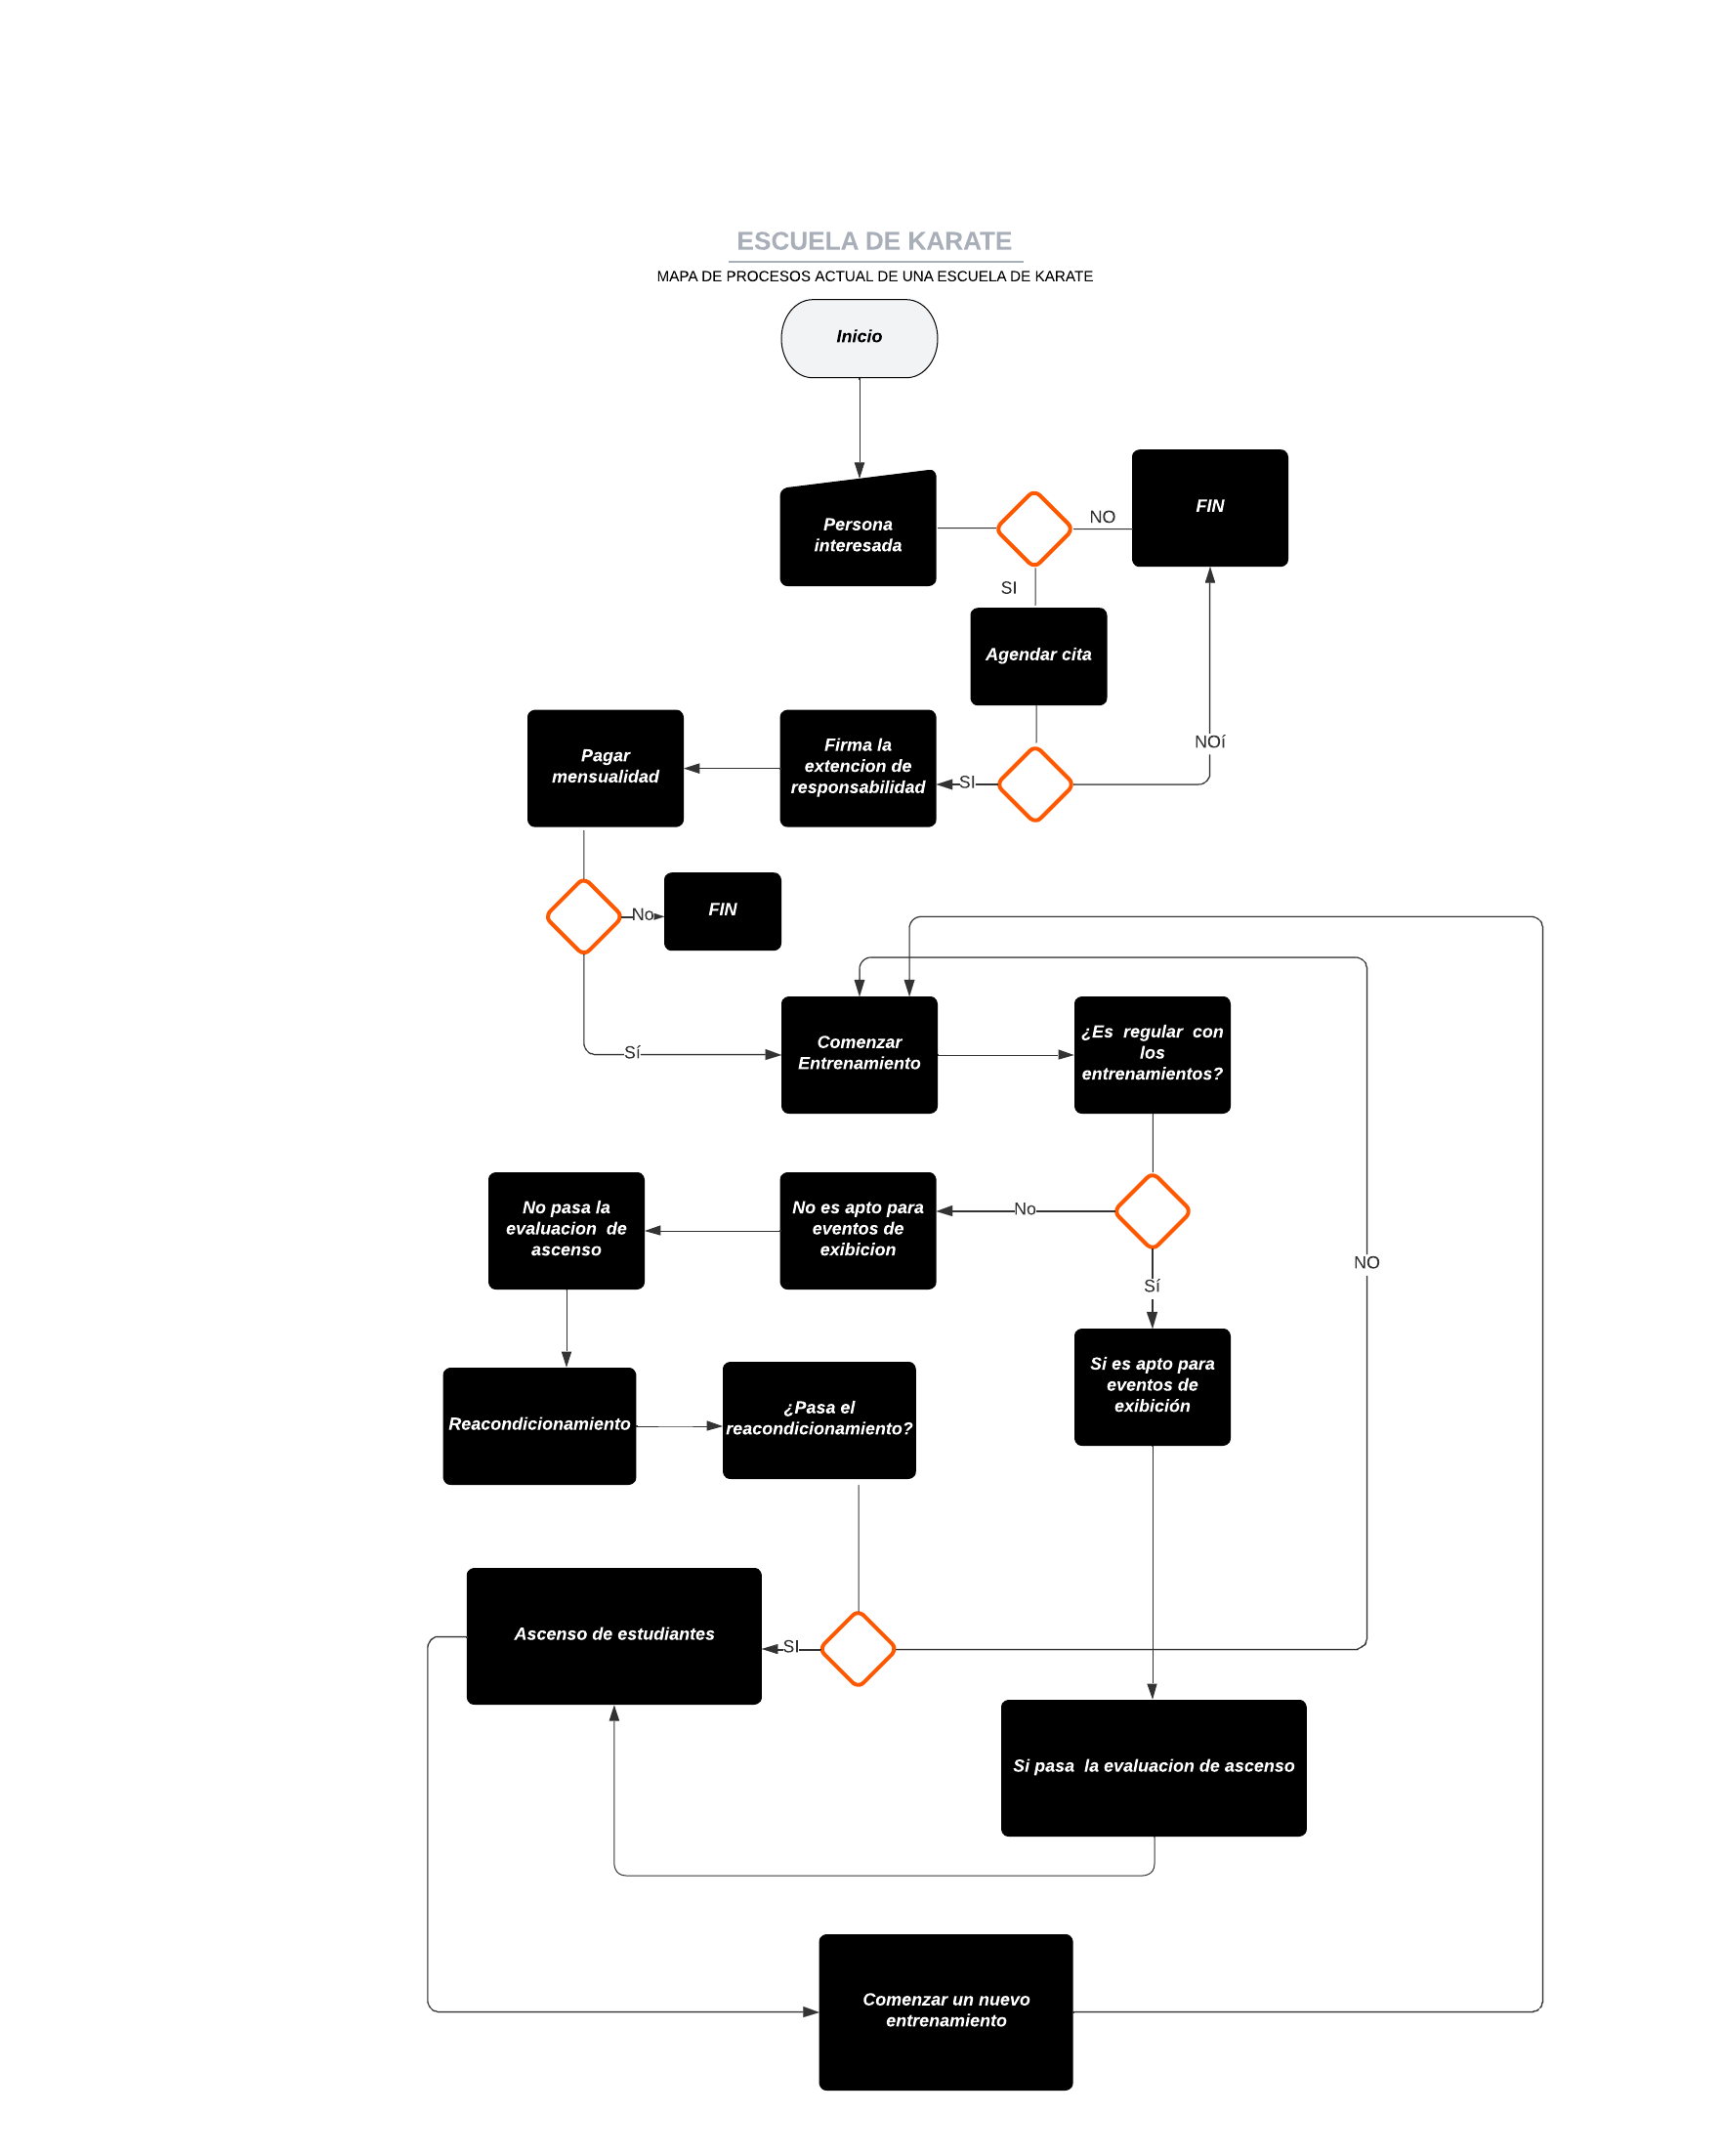 ESCUELA DE KARATE
MAPA DE PROCESOS ACTUAL DE UNA ESCUELA DE KARATE
Inicio
Persona
interesada
NO
FIN
SI
Agendar cita
Pagar
mensualidad
Firma la
extencion de
responsabilidad
SI
NOí
No
FIN
Sí
Comenzar
Entrenamiento
¿Es regular con
los
entrenamientos?
No pasa la
evaluacion de
ascenso
No es apto para
eventos de
exibicion
No
Sí
NO
Si es apto para
eventos de
exibición
Reacondicionamiento
¿Pasa el
reacondicionamiento?
Ascenso de estudiantes
SI
Si pasa la evaluacion de ascenso
Comenzar un nuevo
entrenamiento